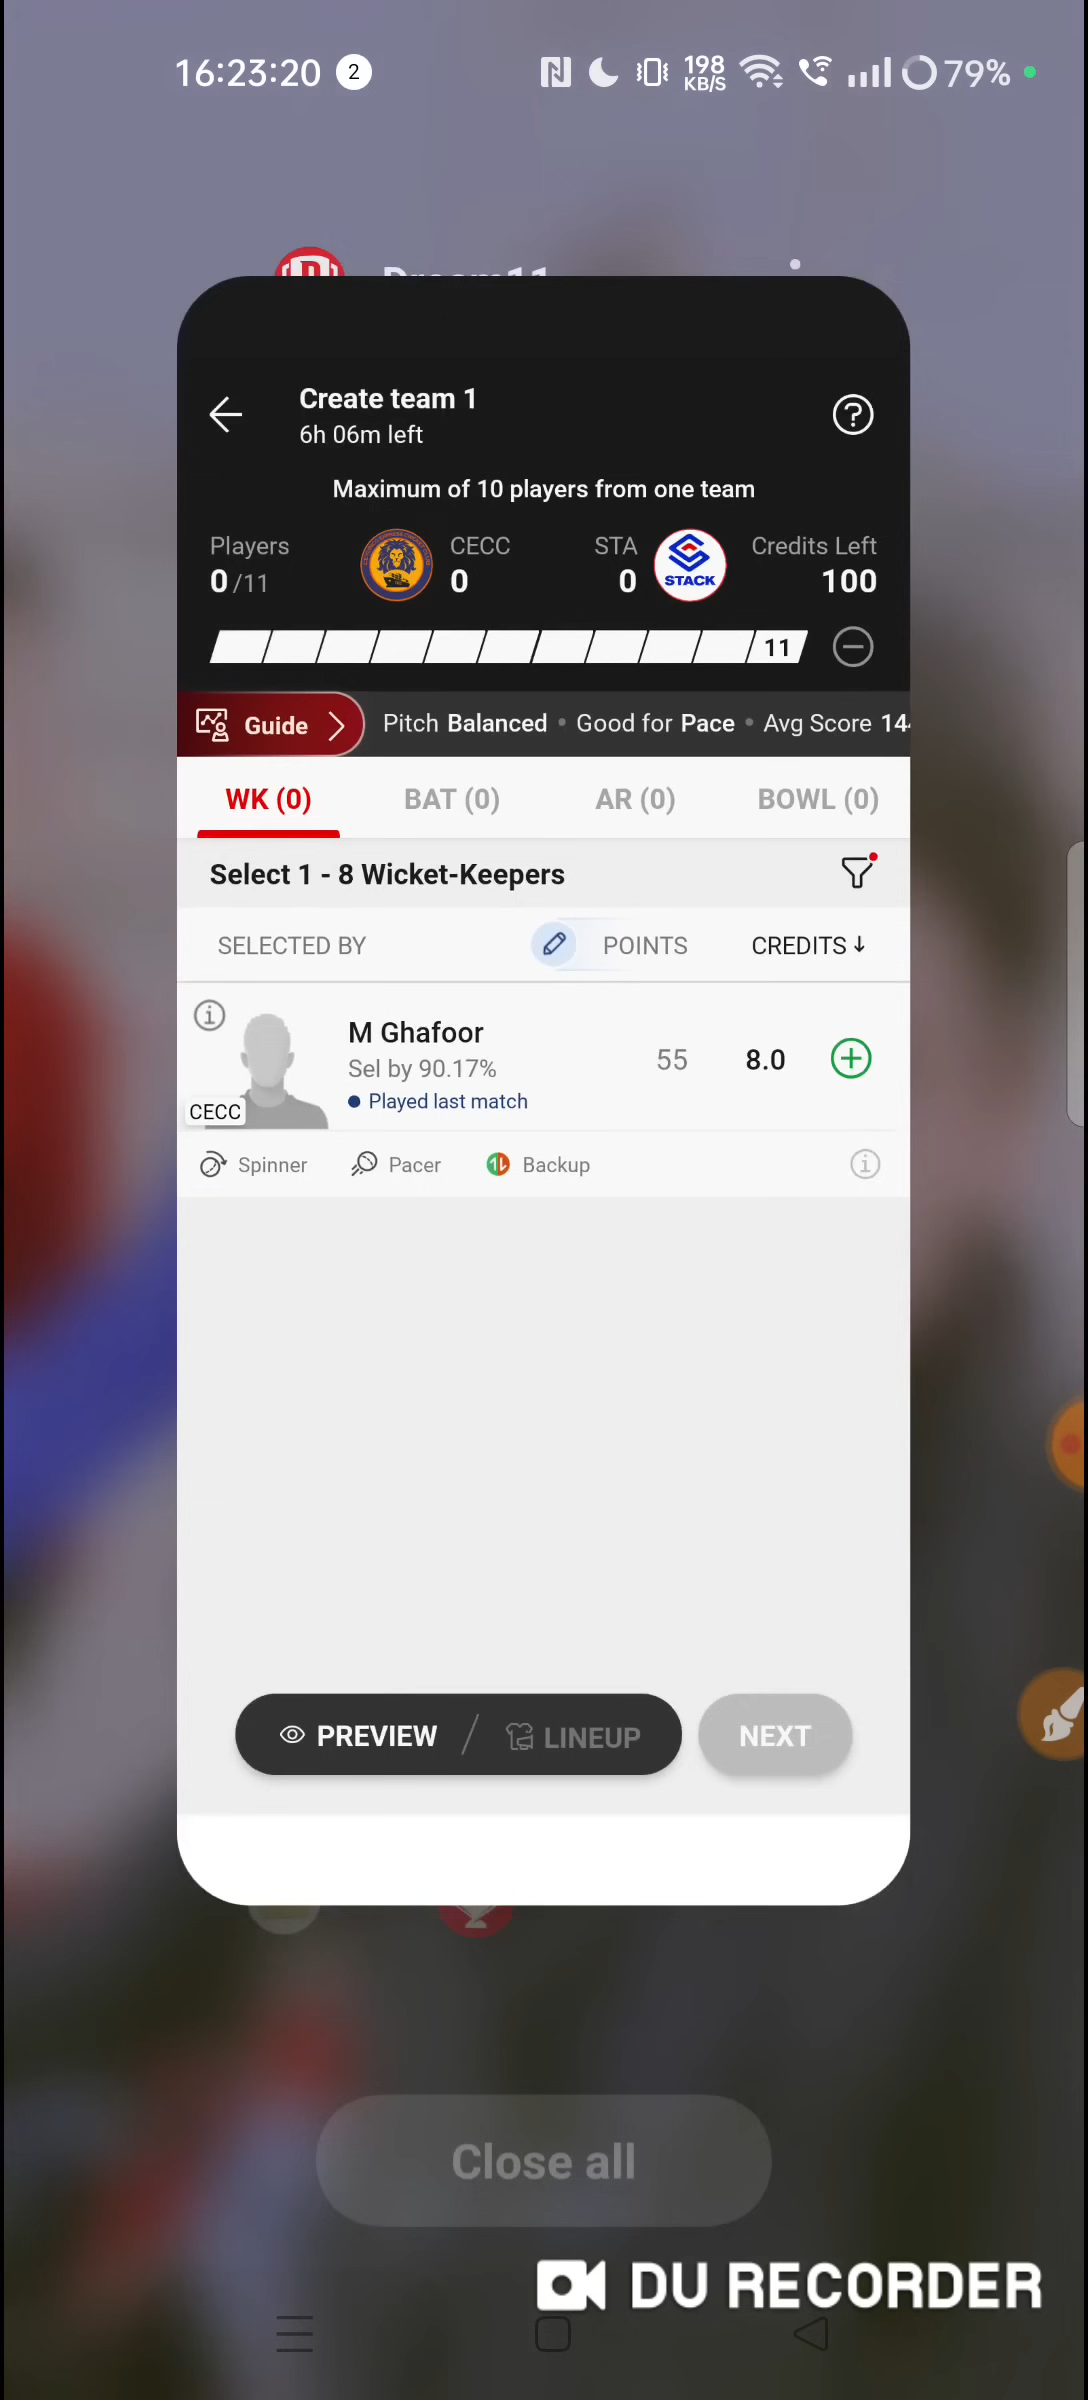 16:23:20 2 198 KB/S 79%
Dream11
Create team 1
6h 06m left
Maximum of 10 players from one team
Players CECC STA Credits Left
0/11 0 0 STACK 100
11
Guide Pitch Balanced • Good for Pace • Avg Score 144
WK (0) BAT (0) AR (0) BOWL (0)
Select 1 - 8 Wicket-Keepers
SELECTED BY POINTS CREDITS ↓
M Ghafoor
Sel by 90.17% 55 8.0
Played last match
CECC
Spinner Pacer Backup
PREVIEW / LINEUP NEXT
Close all
DU RECORDER